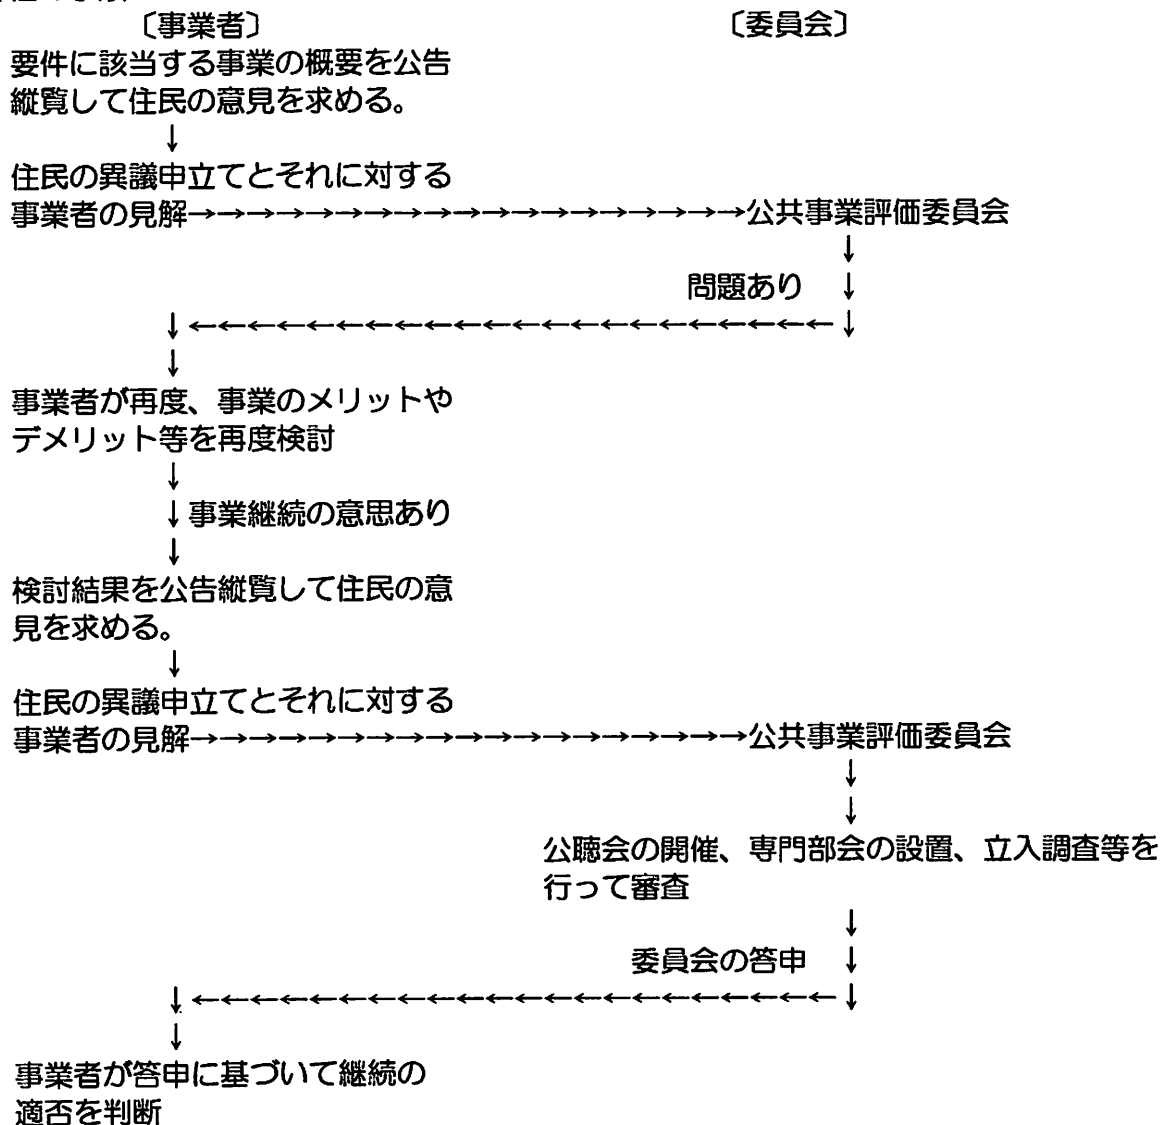 〔事業者〕 〔委員会〕
要件に該当する事業の概要を公告
縦覧して住民の意見を求める。
↓
住民の異議申立てとそれに対する
事業者の見解→→→→→→→→→→→→→→→→→→→公共事業評価委員会
↓
問題あり ↓
↓←←←←←←←←←←←←←←←←←←←←←← ↓
↓
事業者が再度、事業のメリットや
デメリット等を再度検討
↓
↓事業継続の意思あり
↓
検討結果を公告縦覧して住民の意
見を求める。
↓
住民の異議申立てとそれに対する
事業者の見解→→→→→→→→→→→→→→→→→→→公共事業評価委員会
↓
↓
公聴会の開催、専門部会の設置、立入調査等を
行って審査
↓
委員会の答申 ↓
↓←←←←←←←←←←←←←←←←←←←←←← ↓
↓
事業者が答申に基づいて継続の
適否を判断